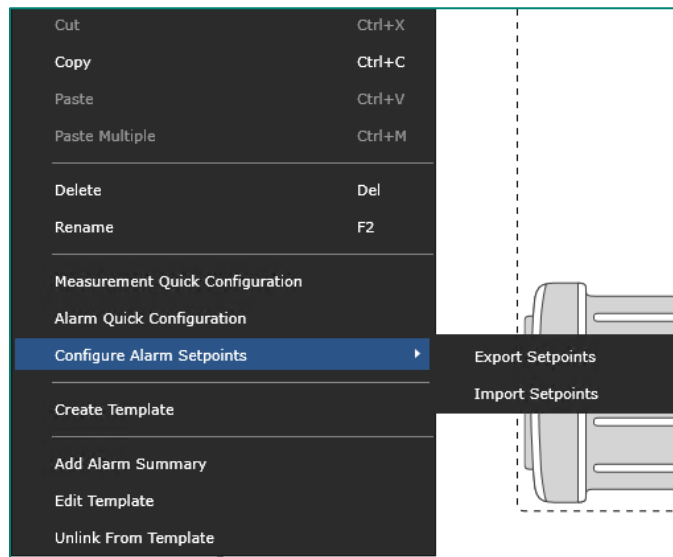 Cut Ctrl+X
Copy Ctrl+C
Paste Ctrl+V
Paste Multiple Ctrl+M
Delete Del
Rename F2
Measurement Quick Configuration
Alarm Quick Configuration
Configure Alarm Setpoints
Export Setpoints
Import Setpoints
Create Template
Add Alarm Summary
Edit Template
Unlink From Template